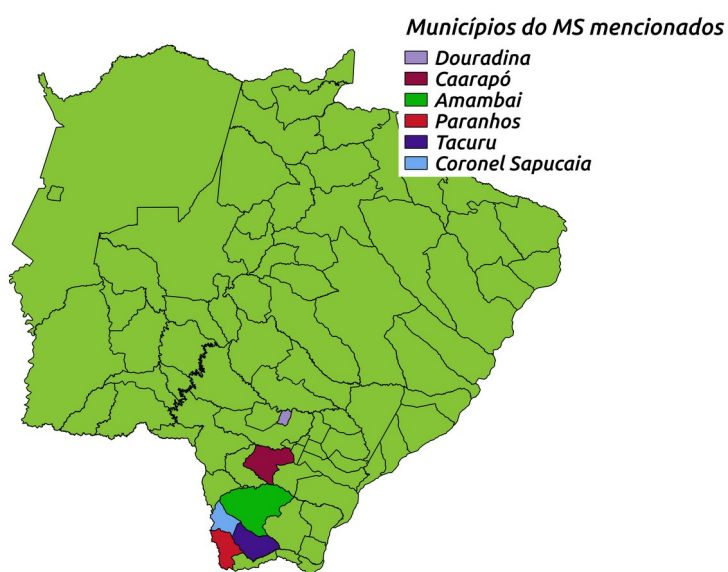 Municípios do MS mencionados
Douradina
Caarapó
Amambai
Paranhos
Tacuru
Coronel Sapucaia